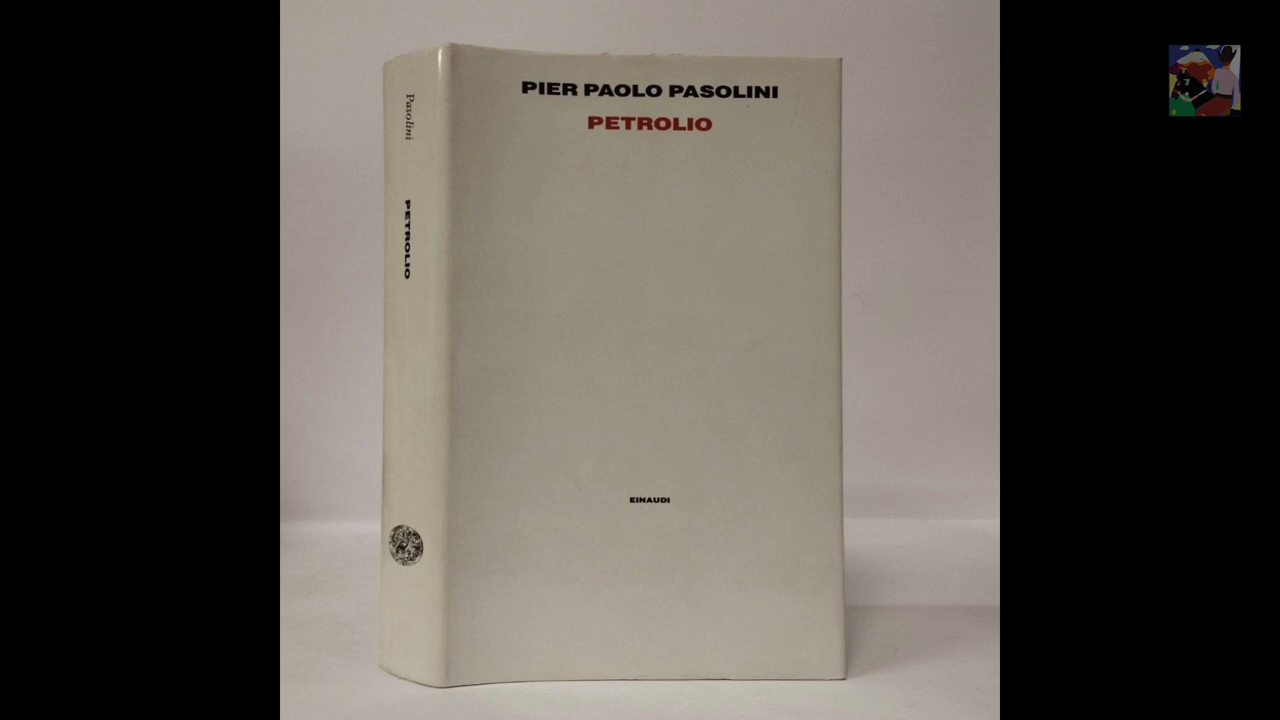 PIER PAOLO PASOLINI
PETROLIO
EINAUDI
Pasolini
PETROLIO